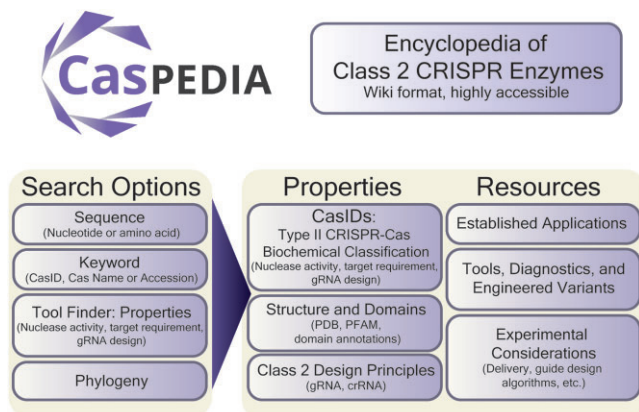 CasPEDIA
Encyclopedia of
Class 2 CRISPR Enzymes
Wiki format, highly accessible
Search Options
Sequence
(Nucleotide or amino acid)
Keyword
(CasID, Cas Name or Accession)
Tool Finder: Properties
(Nuclease activity, target requirement,
gRNA design)
Phylogeny
Properties
CasIDs:
Type II CRISPR-Cas
Biochemical Classification
(Nuclease activity, target requirement,
gRNA design)
Structure and Domains
(PDB, PFAM,
domain annotations)
Class 2 Design Principles
(gRNA, crRNA)
Resources
Established Applications
Tools, Diagnostics, and
Engineered Variants
Experimental
Considerations
(Delivery, guide design
algorithms, etc.)